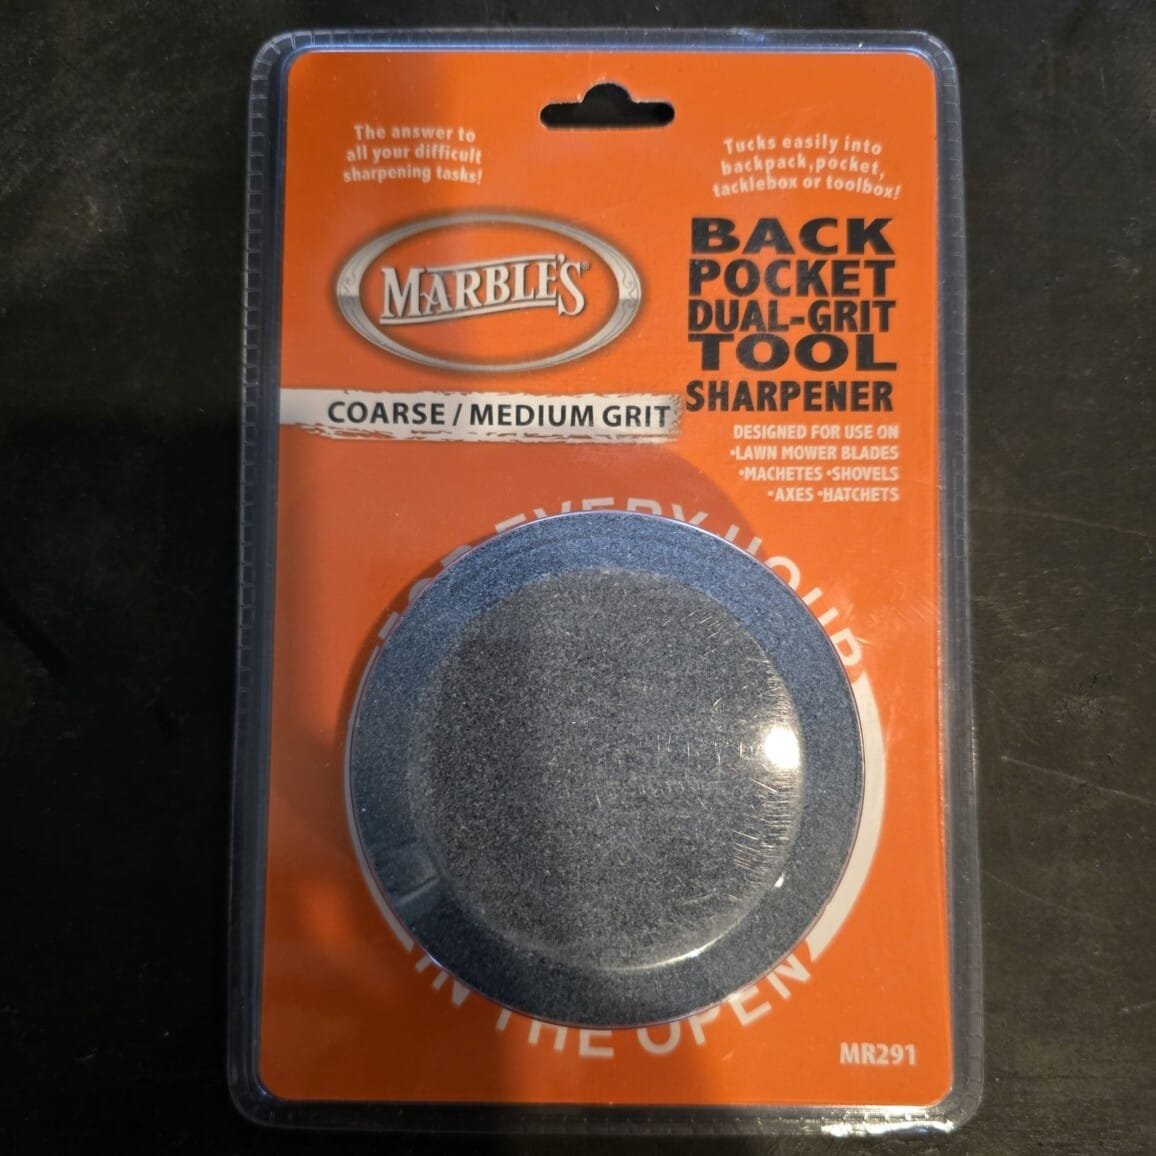 The answer to
all your difficult
sharpening tasks!
Tucks easily into
backpack, pocket,
tacklebox or toolbox!
MARBLE'S®
BACK
POCKET
DUAL-GRIT
TOOL
SHARPENER
COARSE / MEDIUM GRIT
DESIGNED FOR USE ON
•LAWN MOWER BLADES
•MACHETES •SHOVELS
•AXES •HATCHETS
EVERY HOUR
IN THE OPEN
MR291